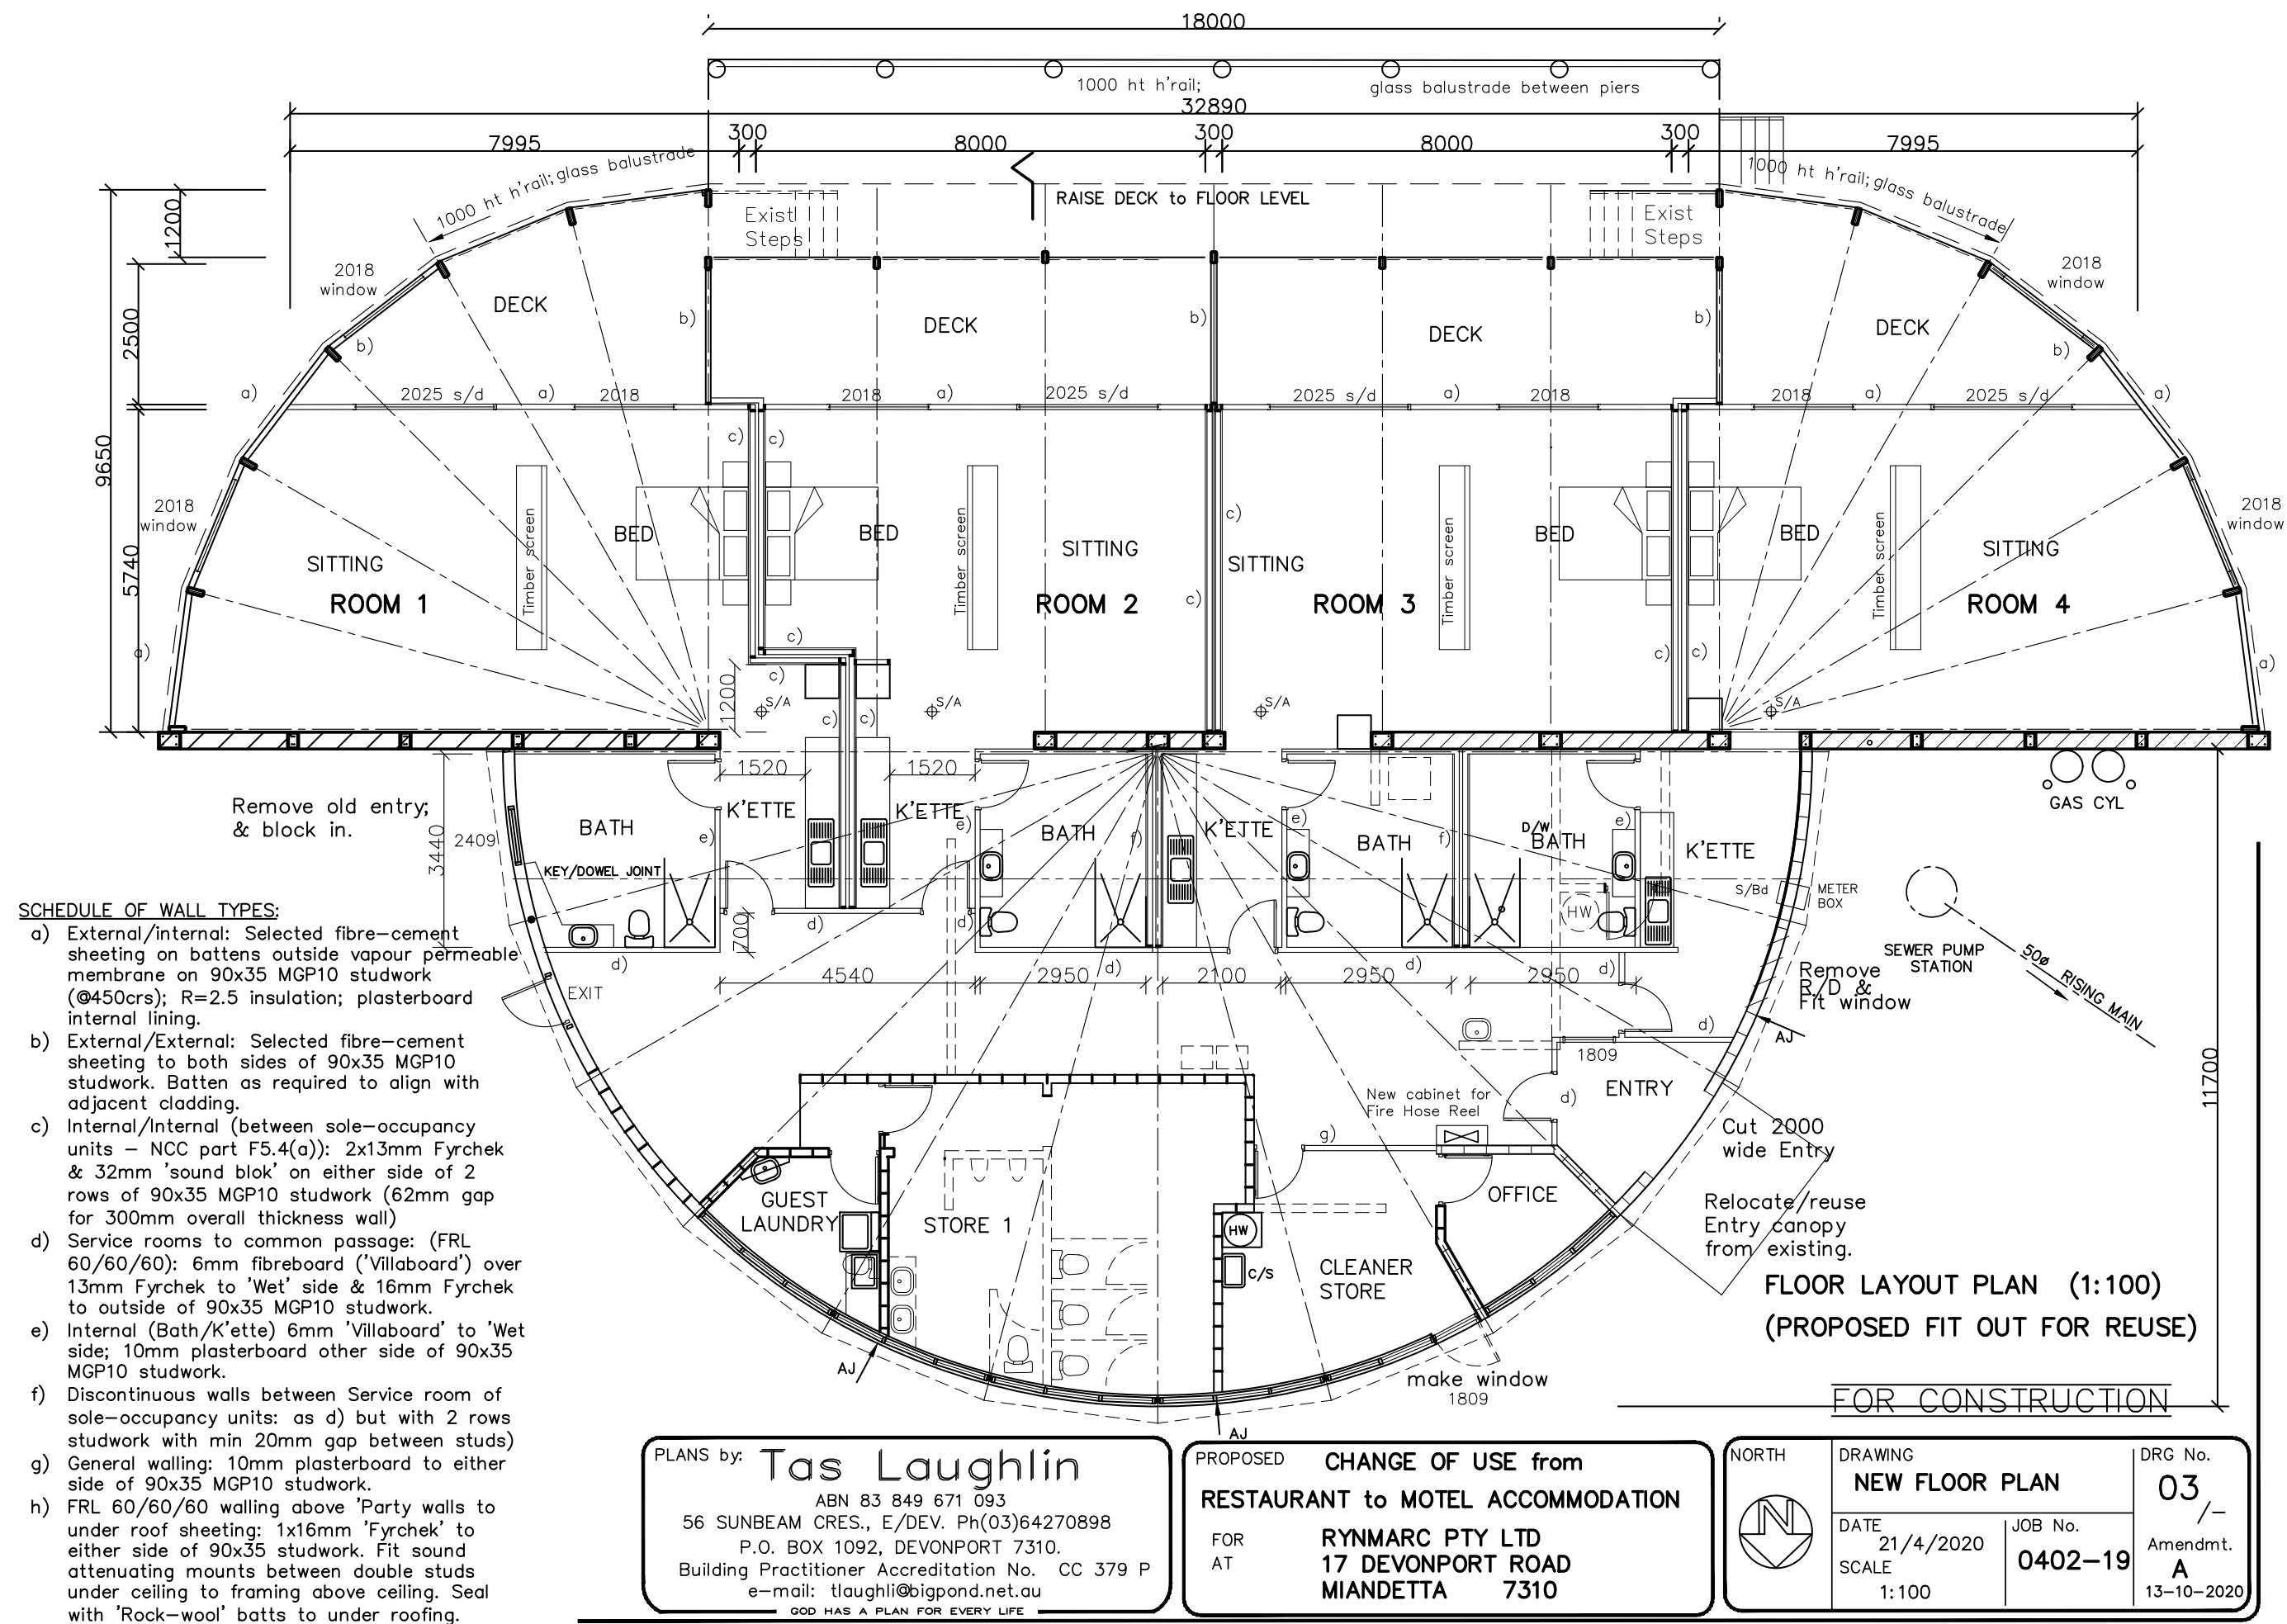 18000
1000 ht h'rail;
glass balustrade between piers
32890
7995
300
8000
300
8000
300
7995
1000 ht h'rail; glass balustrade
1000 ht h'rail; glass balustrade
1200
2500
9650
5740
RAISE DECK to FLOOR LEVEL
Exist
Steps
Exist
Steps
2018
window
2018
window
DECK
DECK
DECK
DECK
b)
b)
b)
b)
b)
a)
2025 s/d
a)
2018
2018
a)
2025 s/d
2025 s/d
a)
2018
2018
a)
2025 s/d
a)
c)
c)
2018
window
2018
window
Timber screen
BED
BED
Timber screen
SITTING
c)
SITTING
Timber screen
BED
BED
Timber screen
SITTING
SITTING
ROOM 1
ROOM 2
c)
ROOM 3
ROOM 4
a)
c)
c)
c)
c)
a)
1200
S/A
c)
c)
S/A
S/A
S/A
1520
1520
Remove old entry;
& block in.
3440
2409
BATH
K'ETTE
K'ETTE
BATH
K'ETTE
BATH
D/W
BATH
K'ETTE
e)
e)
f)
e)
f)
e)
GAS CYL
KEY/DOWEL JOINT
S/Bd
METER
BOX
HW
700
d)
d)
d)
d)
d)
d)
4540
2950
2100
2950
2950
EXIT
SEWER PUMP
STATION
50ø RISING MAIN
Remove
R/D &
Fit window
AJ
d)
1809
11700
ENTRY
New cabinet for
Fire Hose Reel
d)
g)
Cut 2000
wide Entry
GUEST
LAUNDRY
STORE 1
HW
C/S
CLEANER
STORE
OFFICE
Relocate/reuse
Entry canopy
from existing.
AJ
make window
1809
AJ
FLOOR LAYOUT PLAN (1:100)
(PROPOSED FIT OUT FOR REUSE)
FOR CONSTRUCTION
SCHEDULE OF WALL TYPES:
a) External/internal: Selected fibre-cement
sheeting on battens outside vapour permeable
membrane on 90x35 MGP10 studwork
(@450crs); R=2.5 insulation; plasterboard
internal lining.
b) External/External: Selected fibre-cement
sheeting to both sides of 90x35 MGP10
studwork. Batten as required to align with
adjacent cladding.
c) Internal/Internal (between sole-occupancy
units - NCC part F5.4(a)): 2x13mm Fyrchek
& 32mm 'sound blok' on either side of 2
rows of 90x35 MGP10 studwork (62mm gap
for 300mm overall thickness wall)
d) Service rooms to common passage: (FRL
60/60/60): 6mm fibreboard ('Villaboard') over
13mm Fyrchek to 'Wet' side & 16mm Fyrchek
to outside of 90x35 MGP10 studwork.
e) Internal (Bath/K'ette) 6mm 'Villaboard' to 'Wet
side; 10mm plasterboard other side of 90x35
MGP10 studwork.
f) Discontinuous walls between Service room of
sole-occupancy units: as d) but with 2 rows
studwork with min 20mm gap between studs)
g) General walling: 10mm plasterboard to either
side of 90x35 MGP10 studwork.
h) FRL 60/60/60 walling above 'Party walls to
under roof sheeting: 1x16mm 'Fyrchek' to
either side of 90x35 studwork. Fit sound
attenuating mounts between double studs
under ceiling to framing above ceiling. Seal
with 'Rock-wool' batts to under roofing.
PLANS by: Tas Laughlin
ABN 83 849 671 093
56 SUNBEAM CRES., E/DEV. Ph(03)64270898
P.O. BOX 1092, DEVONPORT 7310.
Building Practitioner Accreditation No. CC 379 P
e-mail: tlaughli@bigpond.net.au
GOD HAS A PLAN FOR EVERY LIFE
PROPOSED CHANGE OF USE from
RESTAURANT to MOTEL ACCOMMODATION
FOR RYNMARC PTY LTD
AT 17 DEVONPORT ROAD
MIANDETTA 7310
NORTH
N
DRAWING
NEW FLOOR PLAN
DATE
21/4/2020
SCALE
1:100
JOB No.
0402-19
DRG No.
03
/-
Amendmt.
A
13-10-2020